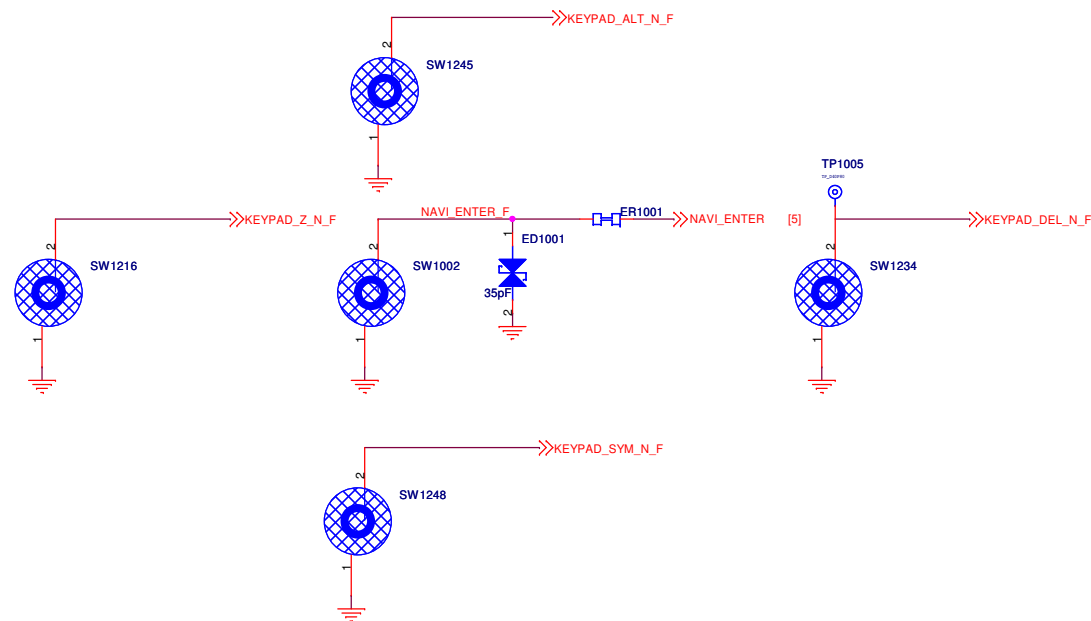 KEYPAD_ALT_N_F
2
SW1245
1
TP1005
KEYPAD_Z_N_F
NAVI_ENTER_F
ER1001
NAVI_ENTER
[5]
KEYPAD_DEL_N_F
2
SW1216
2
SW1002
1
ED1001
35pF
2
2
SW1234
1
1
1
KEYPAD_SYM_N_F
2
SW1248
1